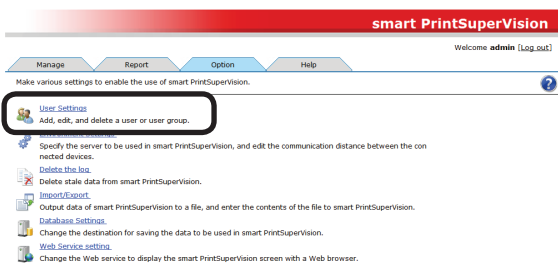 smart PrintSuperVision
Welcome admin [Log out]
Manage Report Option Help
Make various settings to enable the use of smart PrintSuperVision.
?
User Settings
Add, edit, and delete a user or user group.
Environment Settings
Specify the server to be used in smart PrintSuperVision, and edit the communication distance between the con
nected devices.
Delete the log
Delete stale data from smart PrintSuperVision.
Import/Export
Output data of smart PrintSuperVision to a file, and enter the contents of the file to smart PrintSuperVision.
Database Settings
Change the destination for saving the data to be used in smart PrintSuperVision.
Web Service setting
Change the Web service to display the smart PrintSuperVision screen with a Web browser.